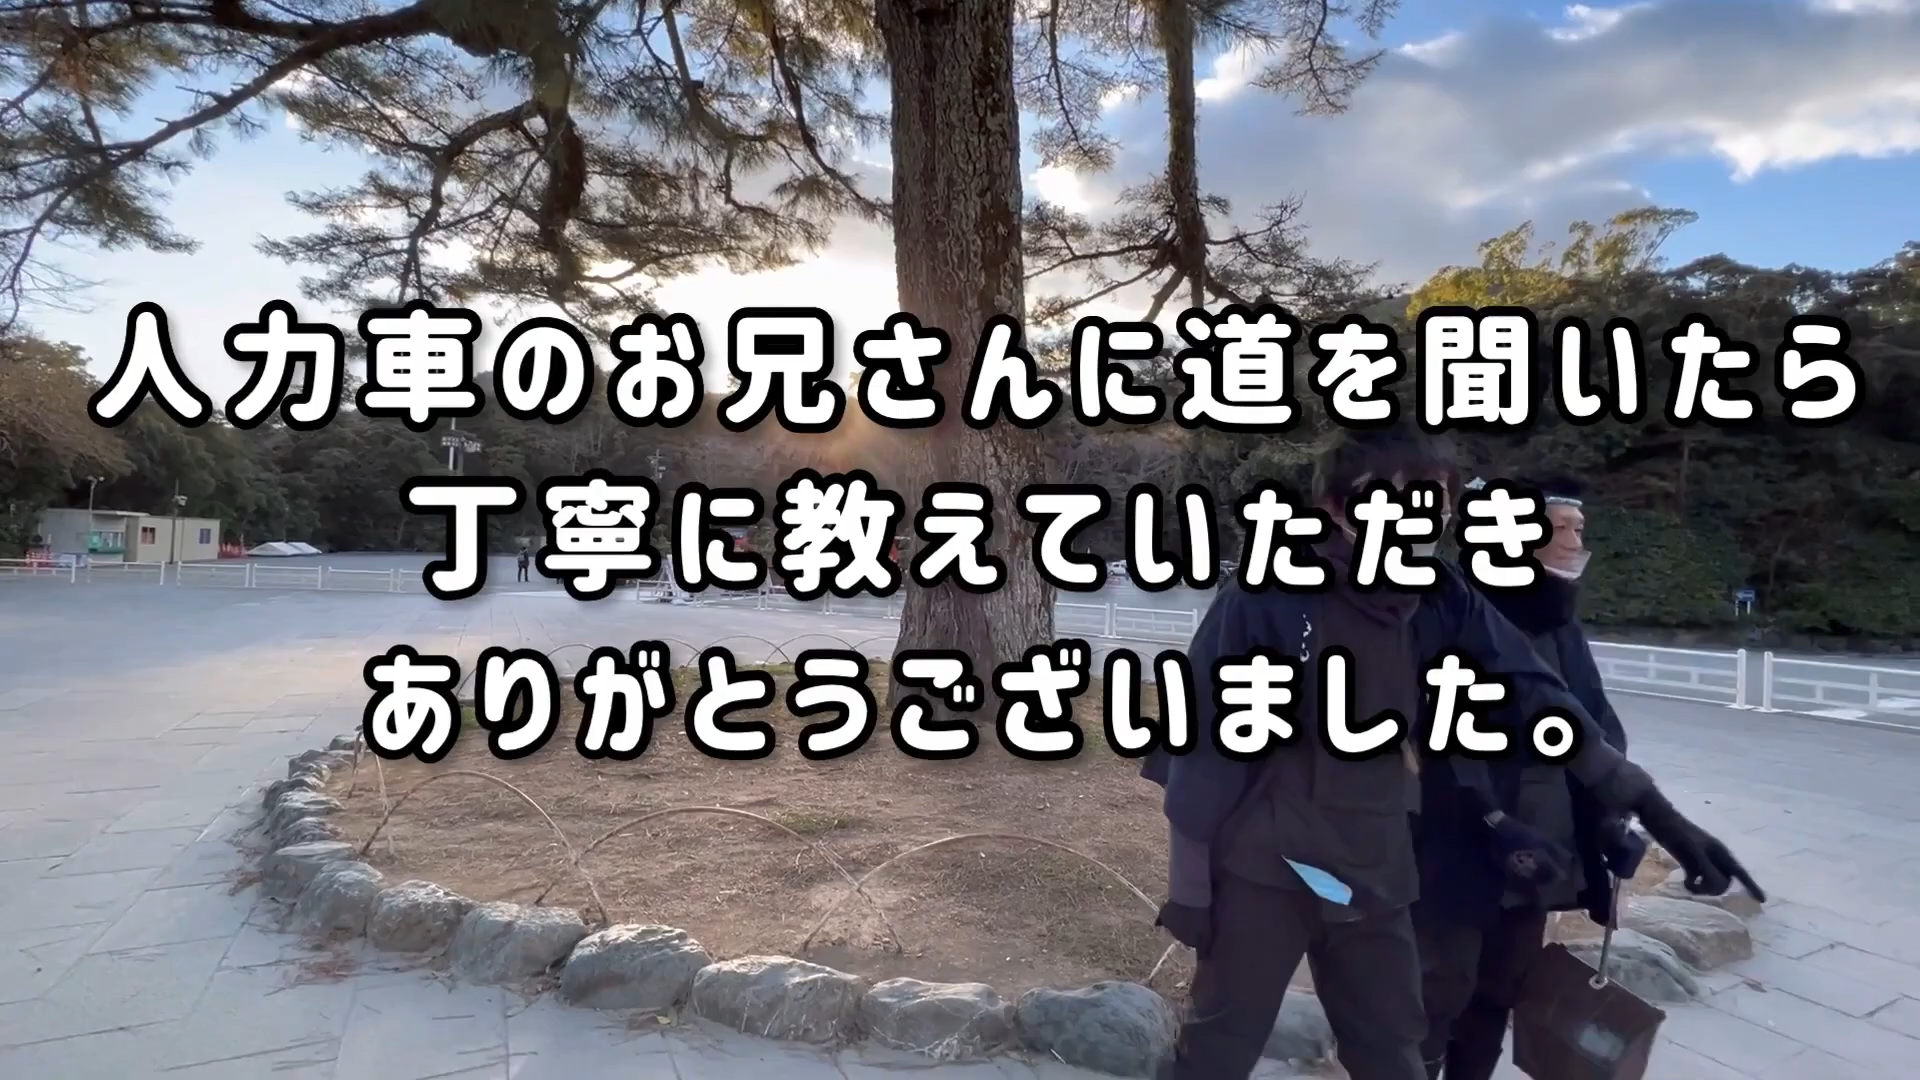 人力車のお兄さんに道を聞いたら
丁寧に教えていただき
ありがとうございました。